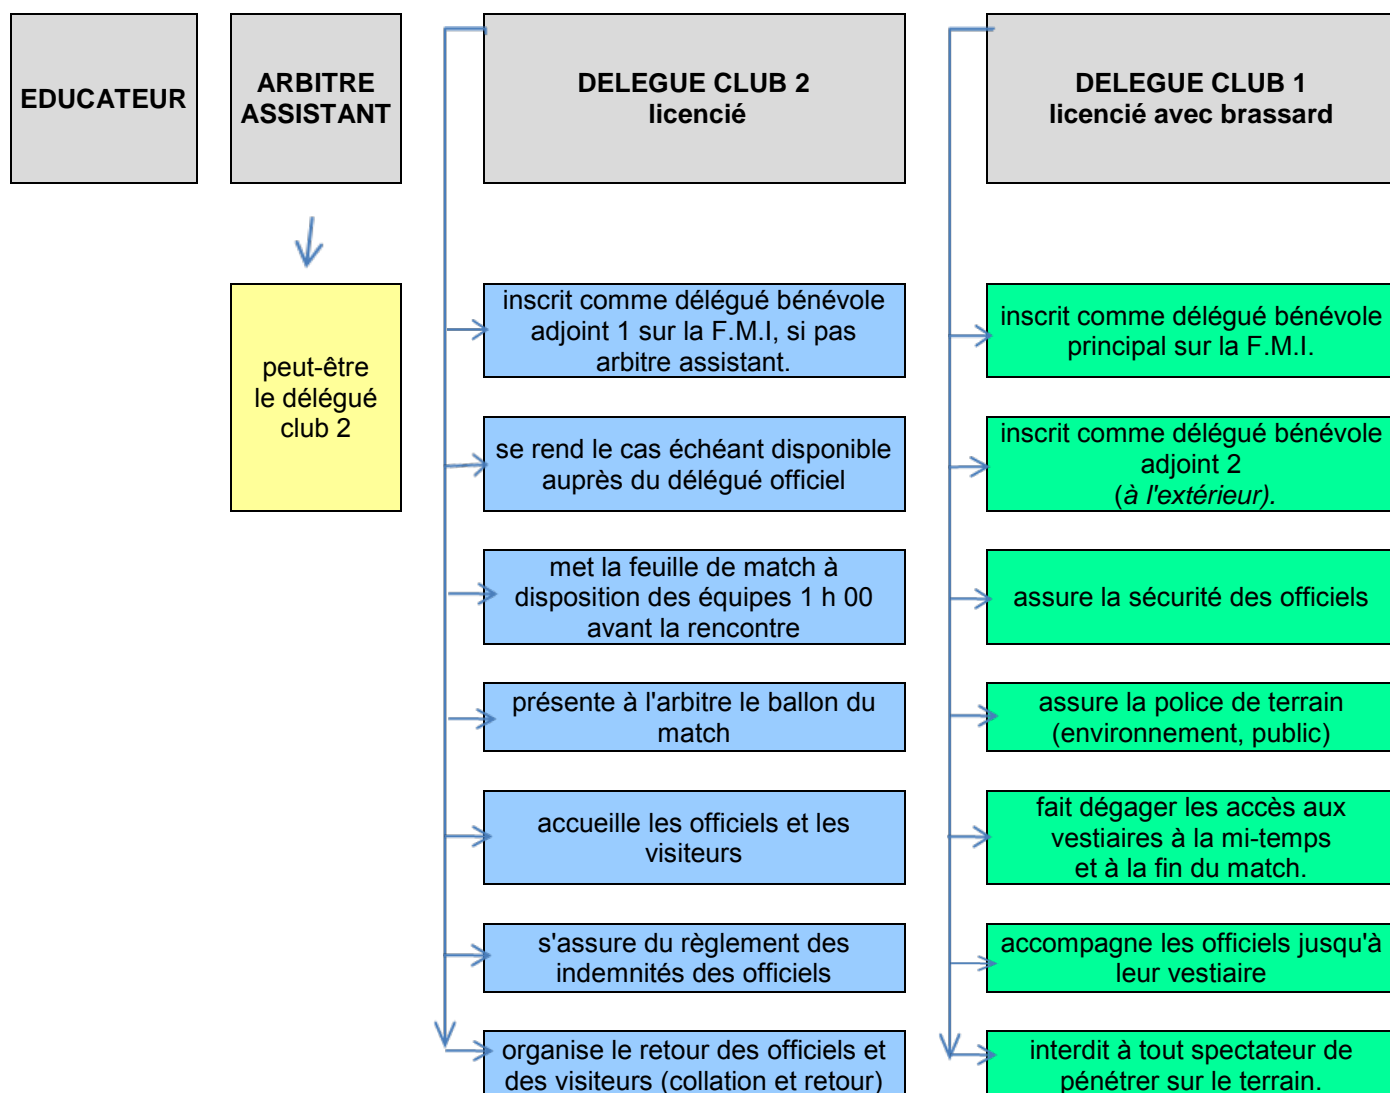 EDUCATEUR
ARBITRE
ASSISTANT
DELEGUE CLUB 2
licencié
DELEGUE CLUB 1
licencié avec brassard
peut-être
le délégué
club 2
inscrit comme délégué bénévole
adjoint 1 sur la F.M.I, si pas
arbitre assistant.
se rend le cas échéant disponible
auprès du délégué officiel
met la feuille de match à
disposition des équipes 1 h 00
avant la rencontre
présente à l'arbitre le ballon du
match
accueille les officiels et les
visiteurs
s'assure du règlement des
indemnités des officiels
organise le retour des officiels et
des visiteurs (collation et retour)
inscrit comme délégué bénévole
principal sur la F.M.I.
inscrit comme délégué bénévole
adjoint 2
(à l'extérieur).
assure la sécurité des officiels
assure la police de terrain
(environnement, public)
fait dégager les accès aux
vestiaires à la mi-temps
et à la fin du match.
accompagne les officiels jusqu'à
leur vestiaire
interdit à tout spectateur de
pénétrer sur le terrain.